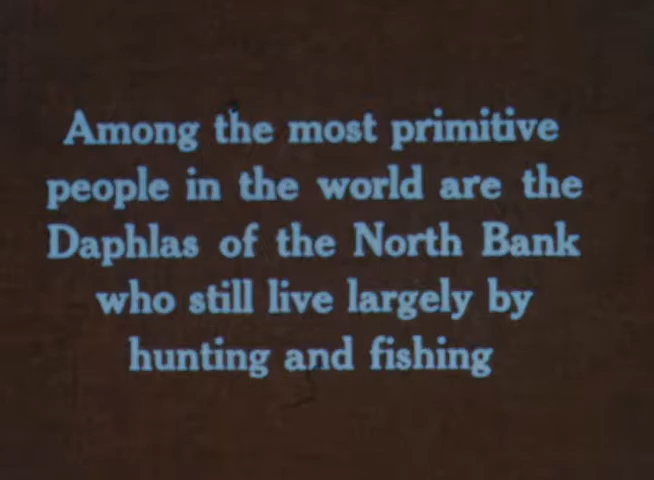 Among the most primitive
people in the world are the
Daphlas of the North Bank
who still live largely by
hunting and fishing